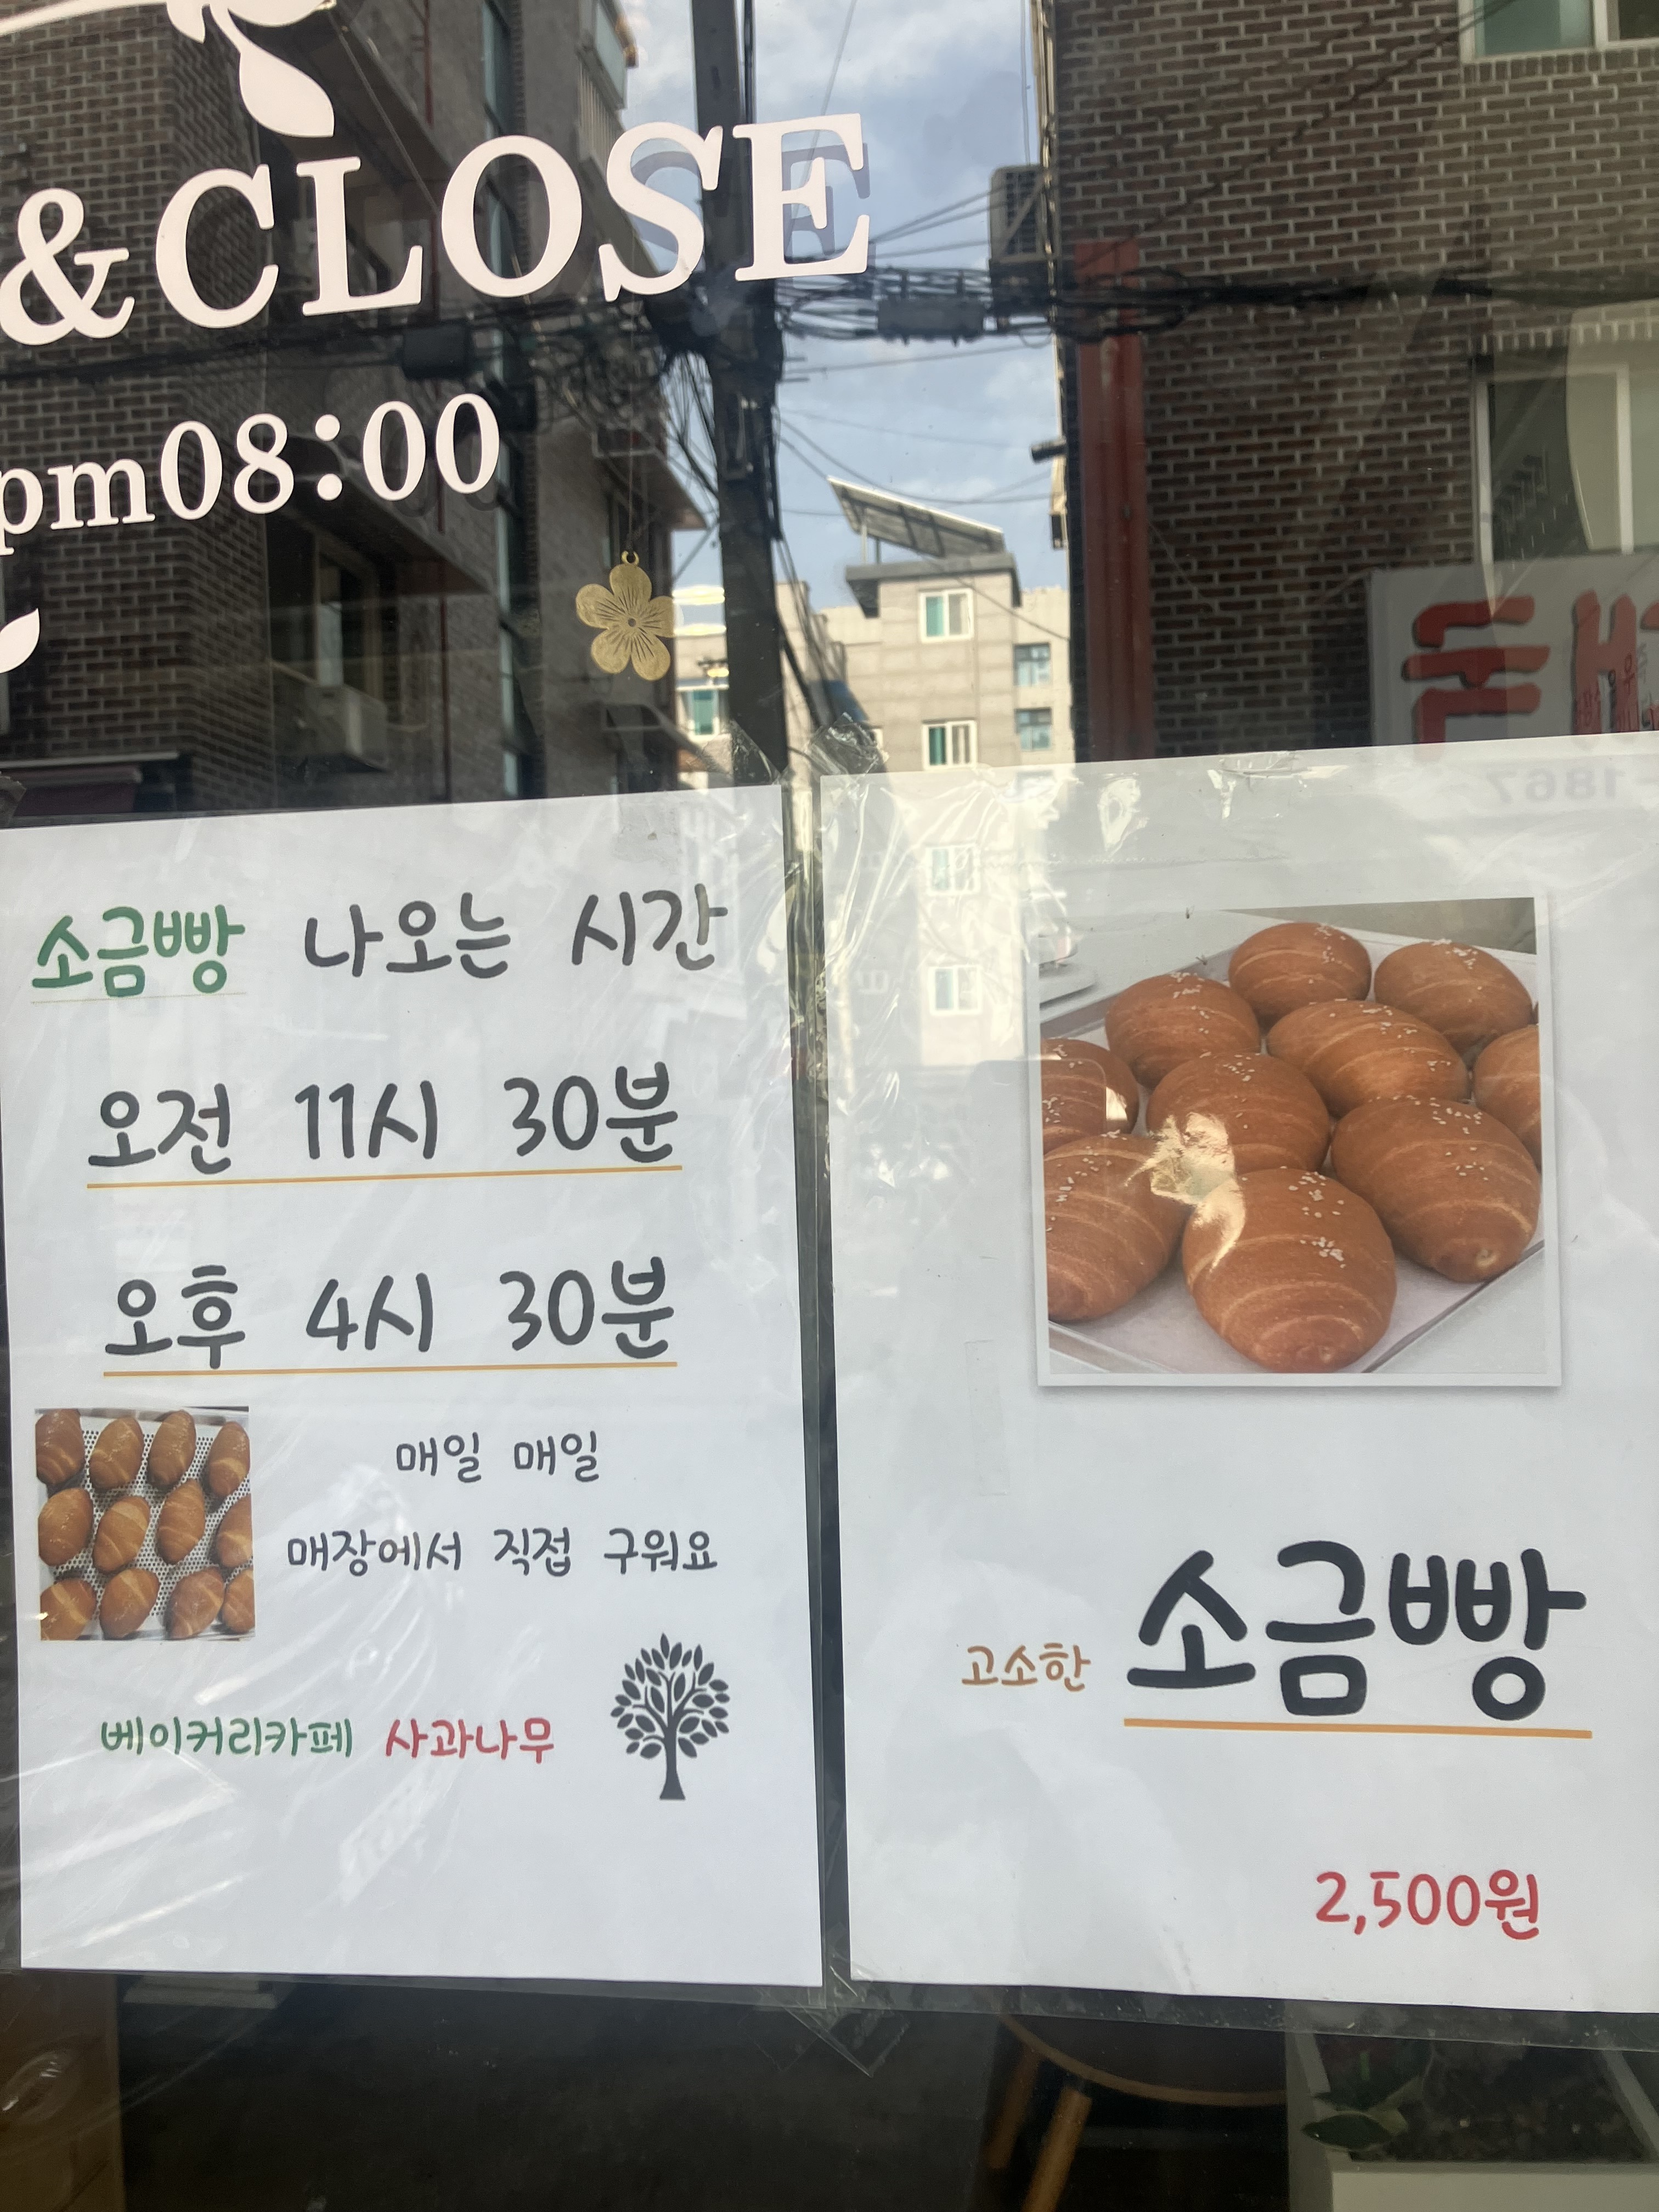 &CLOSE
pm08:00
소금빵 나오는 시간
오전 11시 30분
오후 4시 30분
매일 매일
매장에서 직접 구워요
베이커리카페 사과나무
고소한 소금빵
2,500원